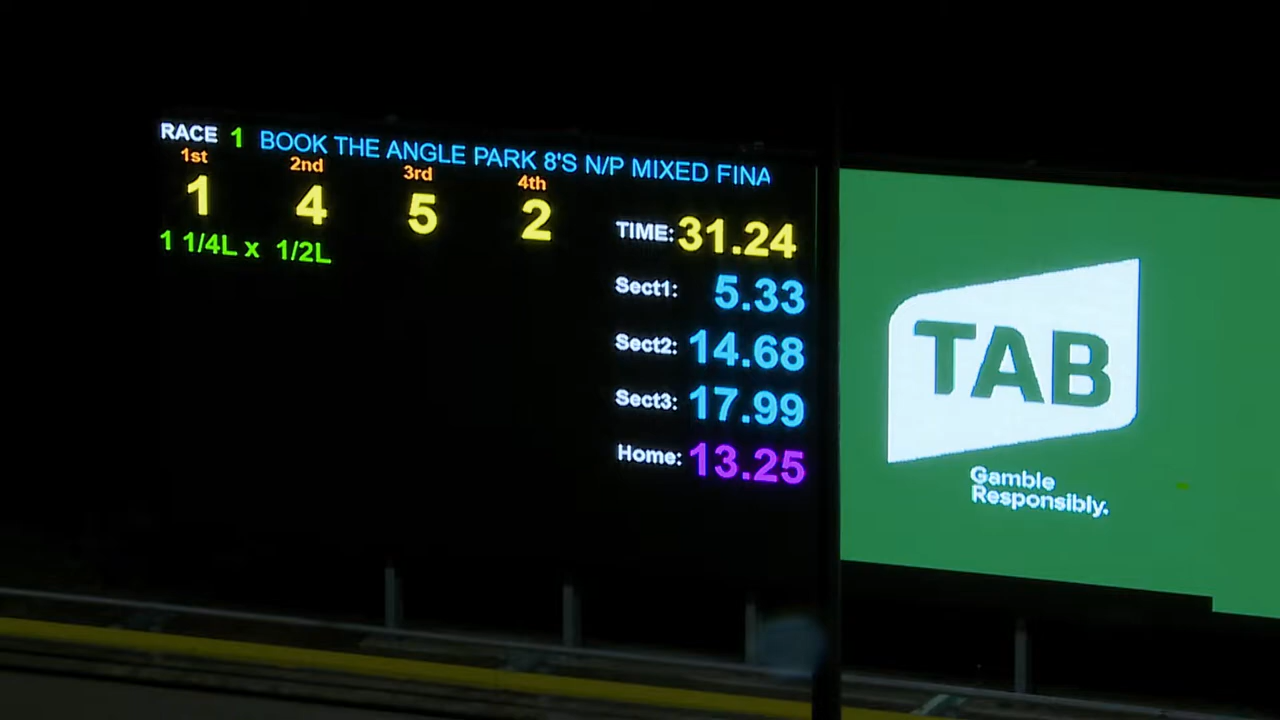 RACE 1 BOOK THE ANGLE PARK 8'S N/P MIXED FINA
1st 2nd 3rd 4th
1 4 5 2
1 1/4L x 1/2L
TIME: 31.24
Sect1: 5.33
Sect2: 14.68
Sect3: 17.99
Home: 13.25
TAB
Gamble
Responsibly.